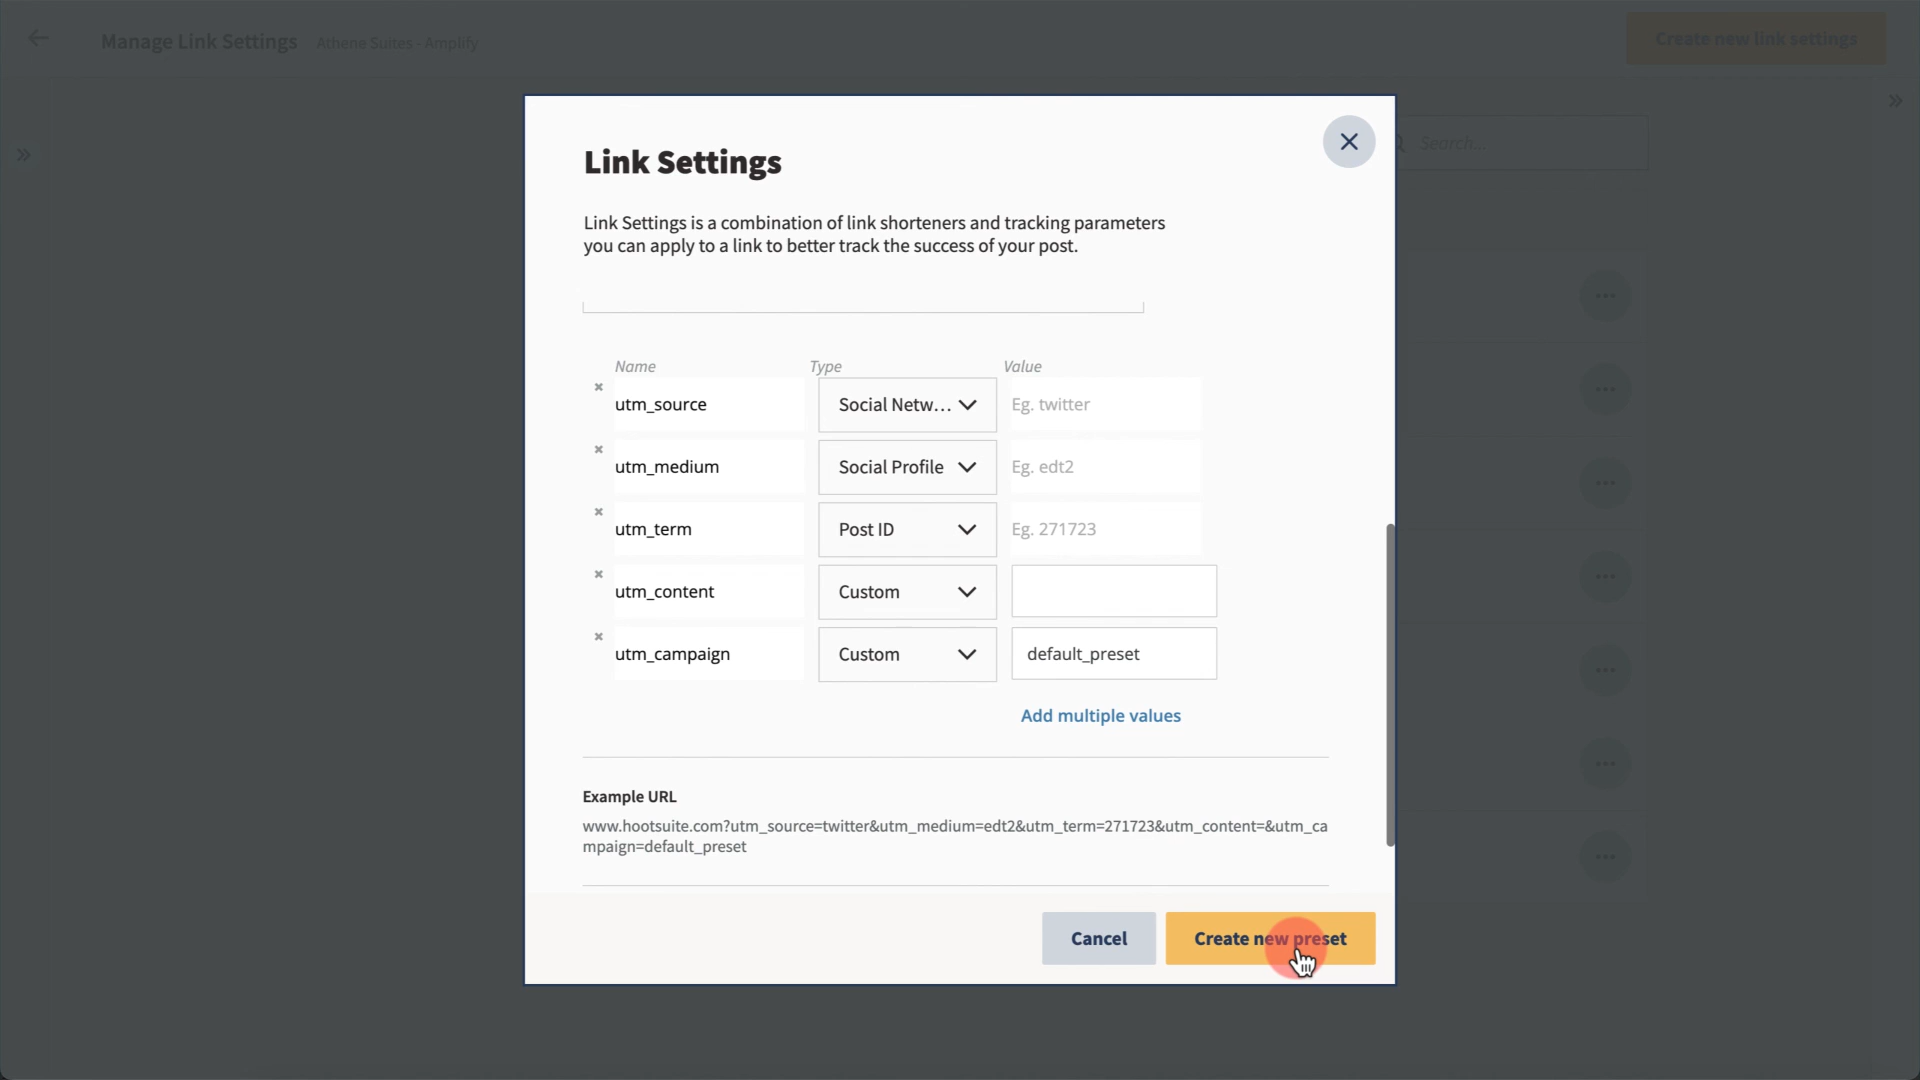 Manage Link Settings Athene Suites - Amplify
Create new link settings
Search...
Link Settings
Link Settings is a combination of link shorteners and tracking parameters
you can apply to a link to better track the success of your post.
Name Type Value
utm_source Social Netw... Eg. twitter
utm_medium Social Profile Eg. edt2
utm_term Post ID Eg. 271723
utm_content Custom
utm_campaign Custom default_preset
Add multiple values
Example URL
www.hootsuite.com?utm_source=twitter&utm_medium=edt2&utm_term=271723&utm_content=&utm_ca
mpaign=default_preset
Cancel Create new preset